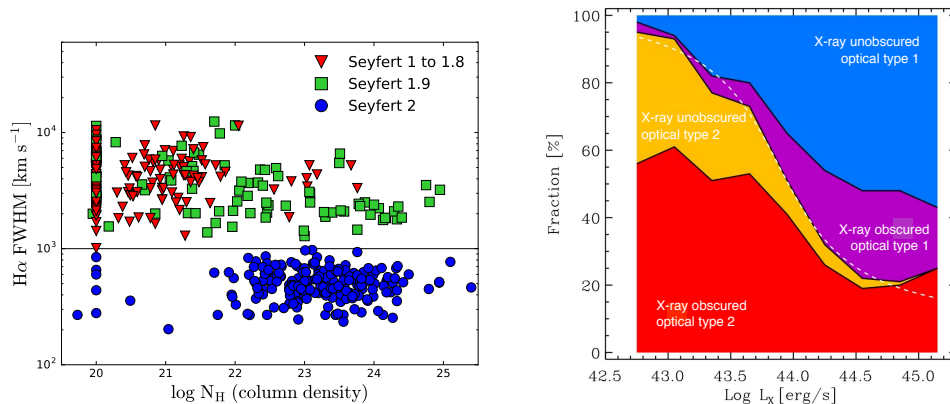 Seyfert 1 to 1.8
Seyfert 1.9
Seyfert 2
10⁴
10³
10²
Hα FWHM [km s⁻¹]
20 21 22 23 24 25
log N_H (column density)
100
80
60
40
20
0
Fraction [%]
X-ray unobscured
optical type 1
X-ray unobscured
optical type 2
X-ray obscured
optical type 1
X-ray obscured
optical type 2
42.5 43.0 43.5 44.0 44.5 45.0
Log L_X [erg/s]